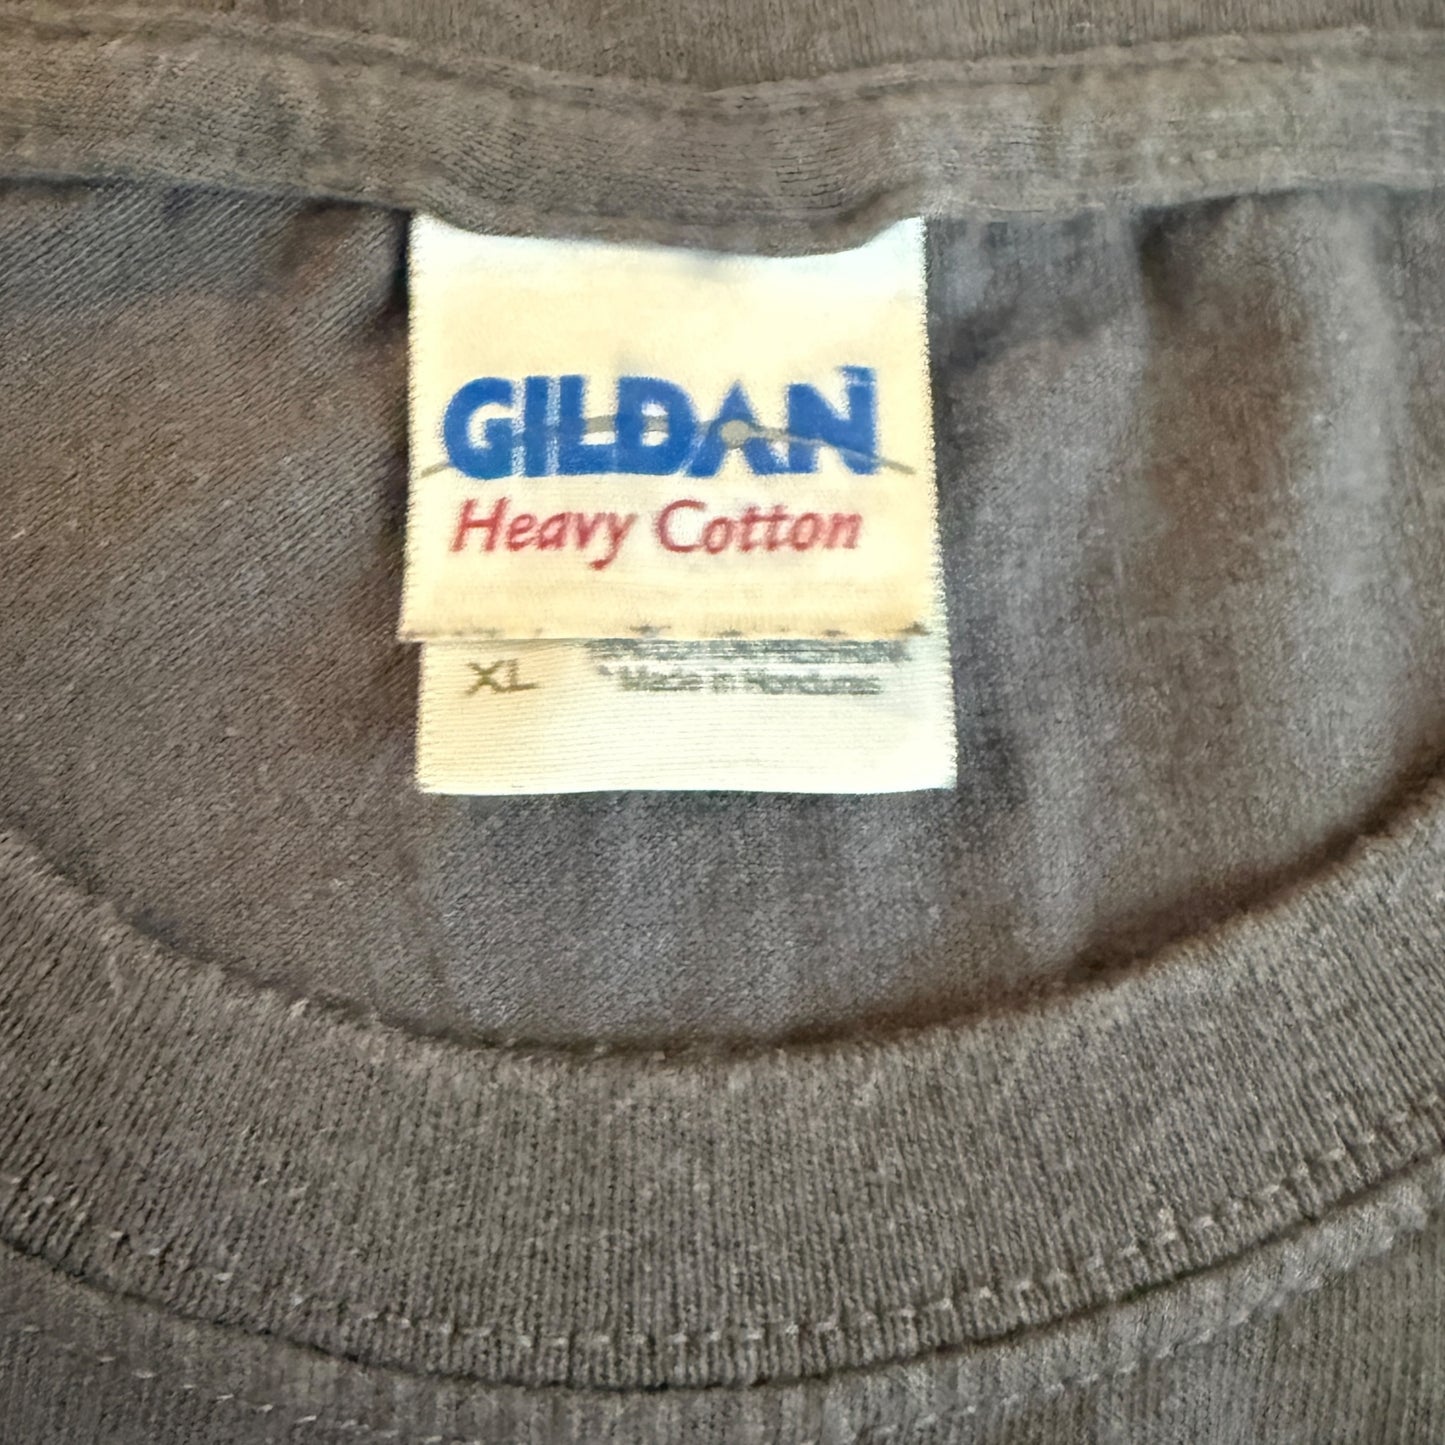 GILDAN
Heavy Cotton
XL
Made in Honduras